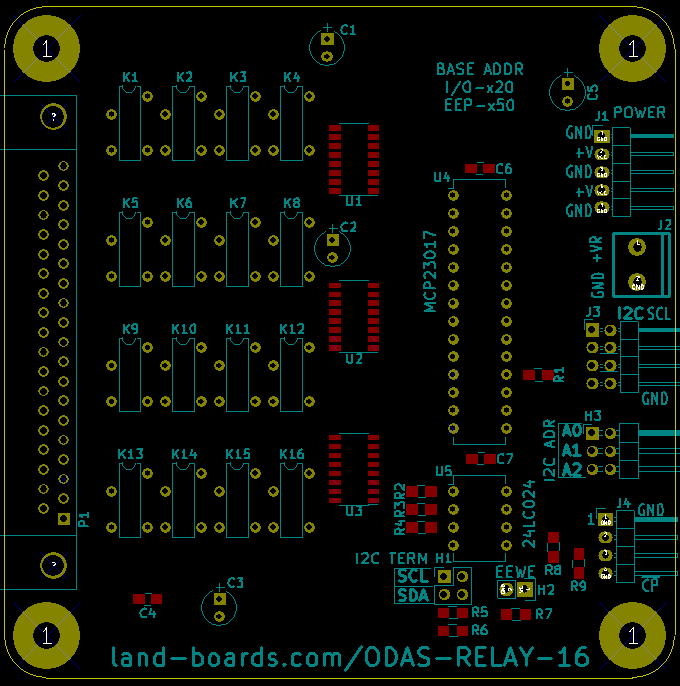 1
1
C1
BASE ADDR
I/O-x20
EEP-x50
K1 K2 K3 K4
C5
POWER
J1
GND
+V
GND
+V
GND
?
U1
C6
U4
K5 K6 K7 K8
C2
MCP23017
J2
+VR
GND
1
GND
J3
I2C SCL
K9 K10 K11 K12
U2
R1
GND
H3
I2C ADR
A0
A1
A2
K13 K14 K15 K16
C7
U5
U3
R2
R3
R4
24LC024
P1
J4
GND
1
I2C TERM H1
SCL
SDA
EEWE
H2
R8
R9
CP
?
C3
C4
R5
R6
R7
1
1
land-boards.com/ODAS-RELAY-16